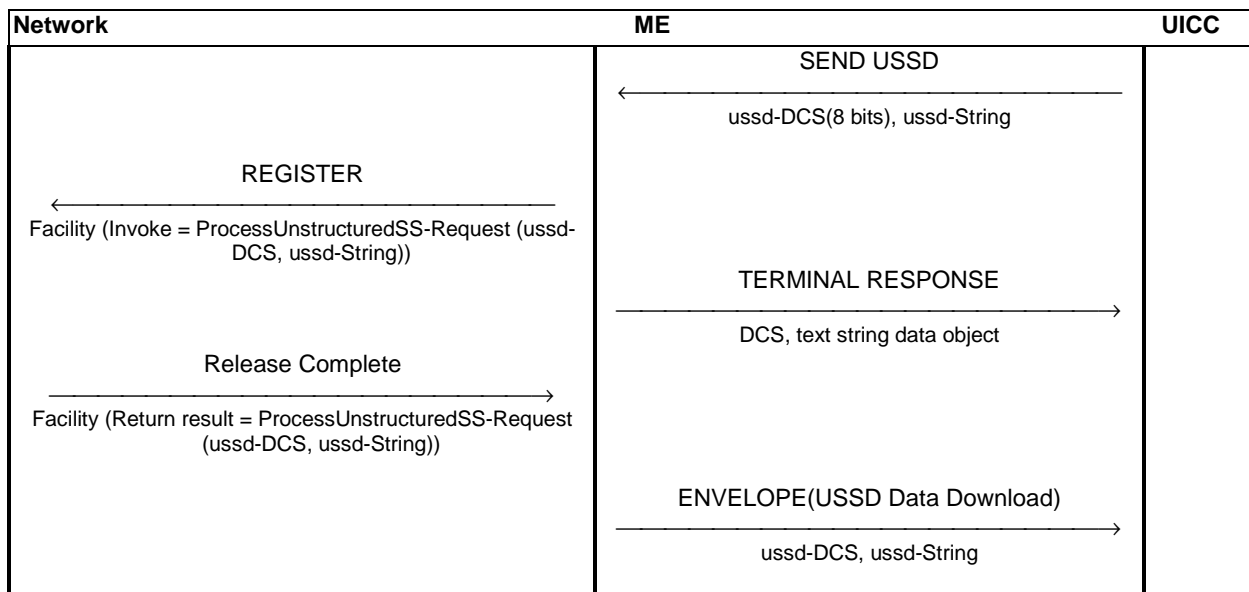 Network ME UICC
SEND USSD
ussd-DCS(8 bits), ussd-String
REGISTER
Facility (Invoke = ProcessUnstructuredSS-Request (ussd-
DCS, ussd-String))
TERMINAL RESPONSE
DCS, text string data object
Release Complete
Facility (Return result = ProcessUnstructuredSS-Request
(ussd-DCS, ussd-String))
ENVELOPE(USSD Data Download)
ussd-DCS, ussd-String